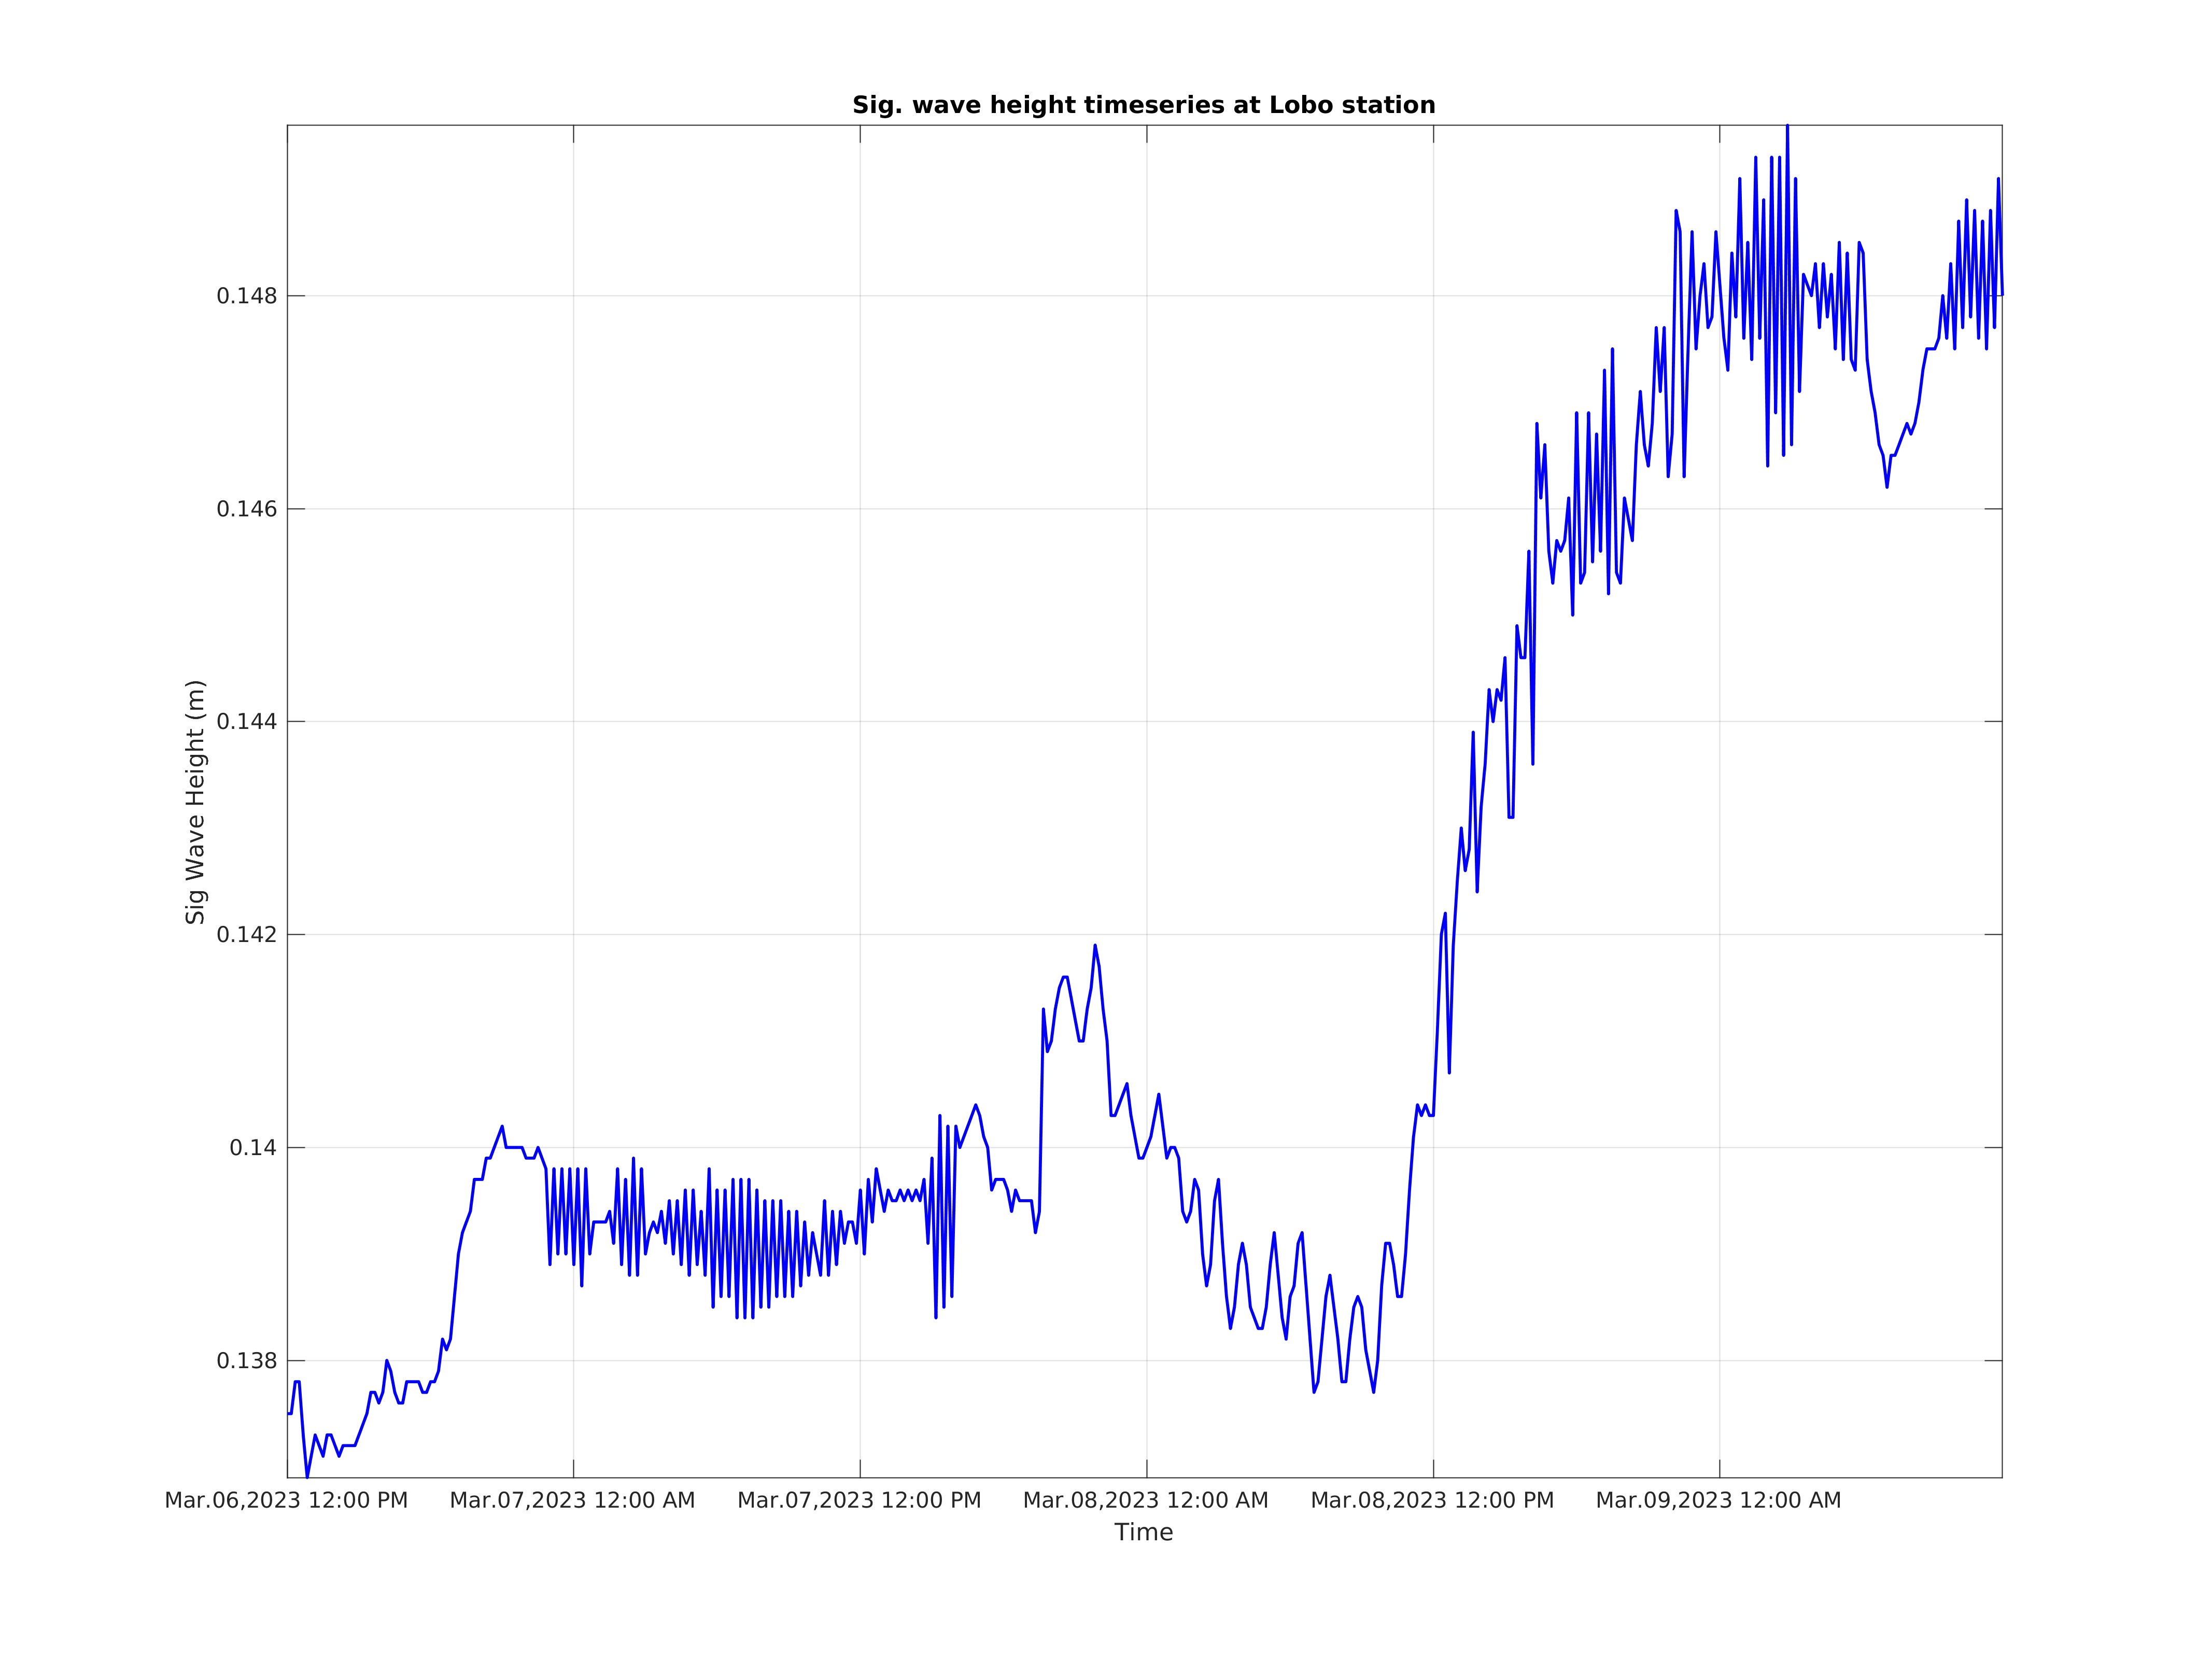 Sig. wave height timeseries at Lobo station
0.148
0.146
0.144
0.142
0.14
0.138
Sig Wave Height (m)
Mar.06,2023 12:00 PM Mar.07,2023 12:00 AM Mar.07,2023 12:00 PM Mar.08,2023 12:00 AM Mar.08,2023 12:00 PM Mar.09,2023 12:00 AM
Time